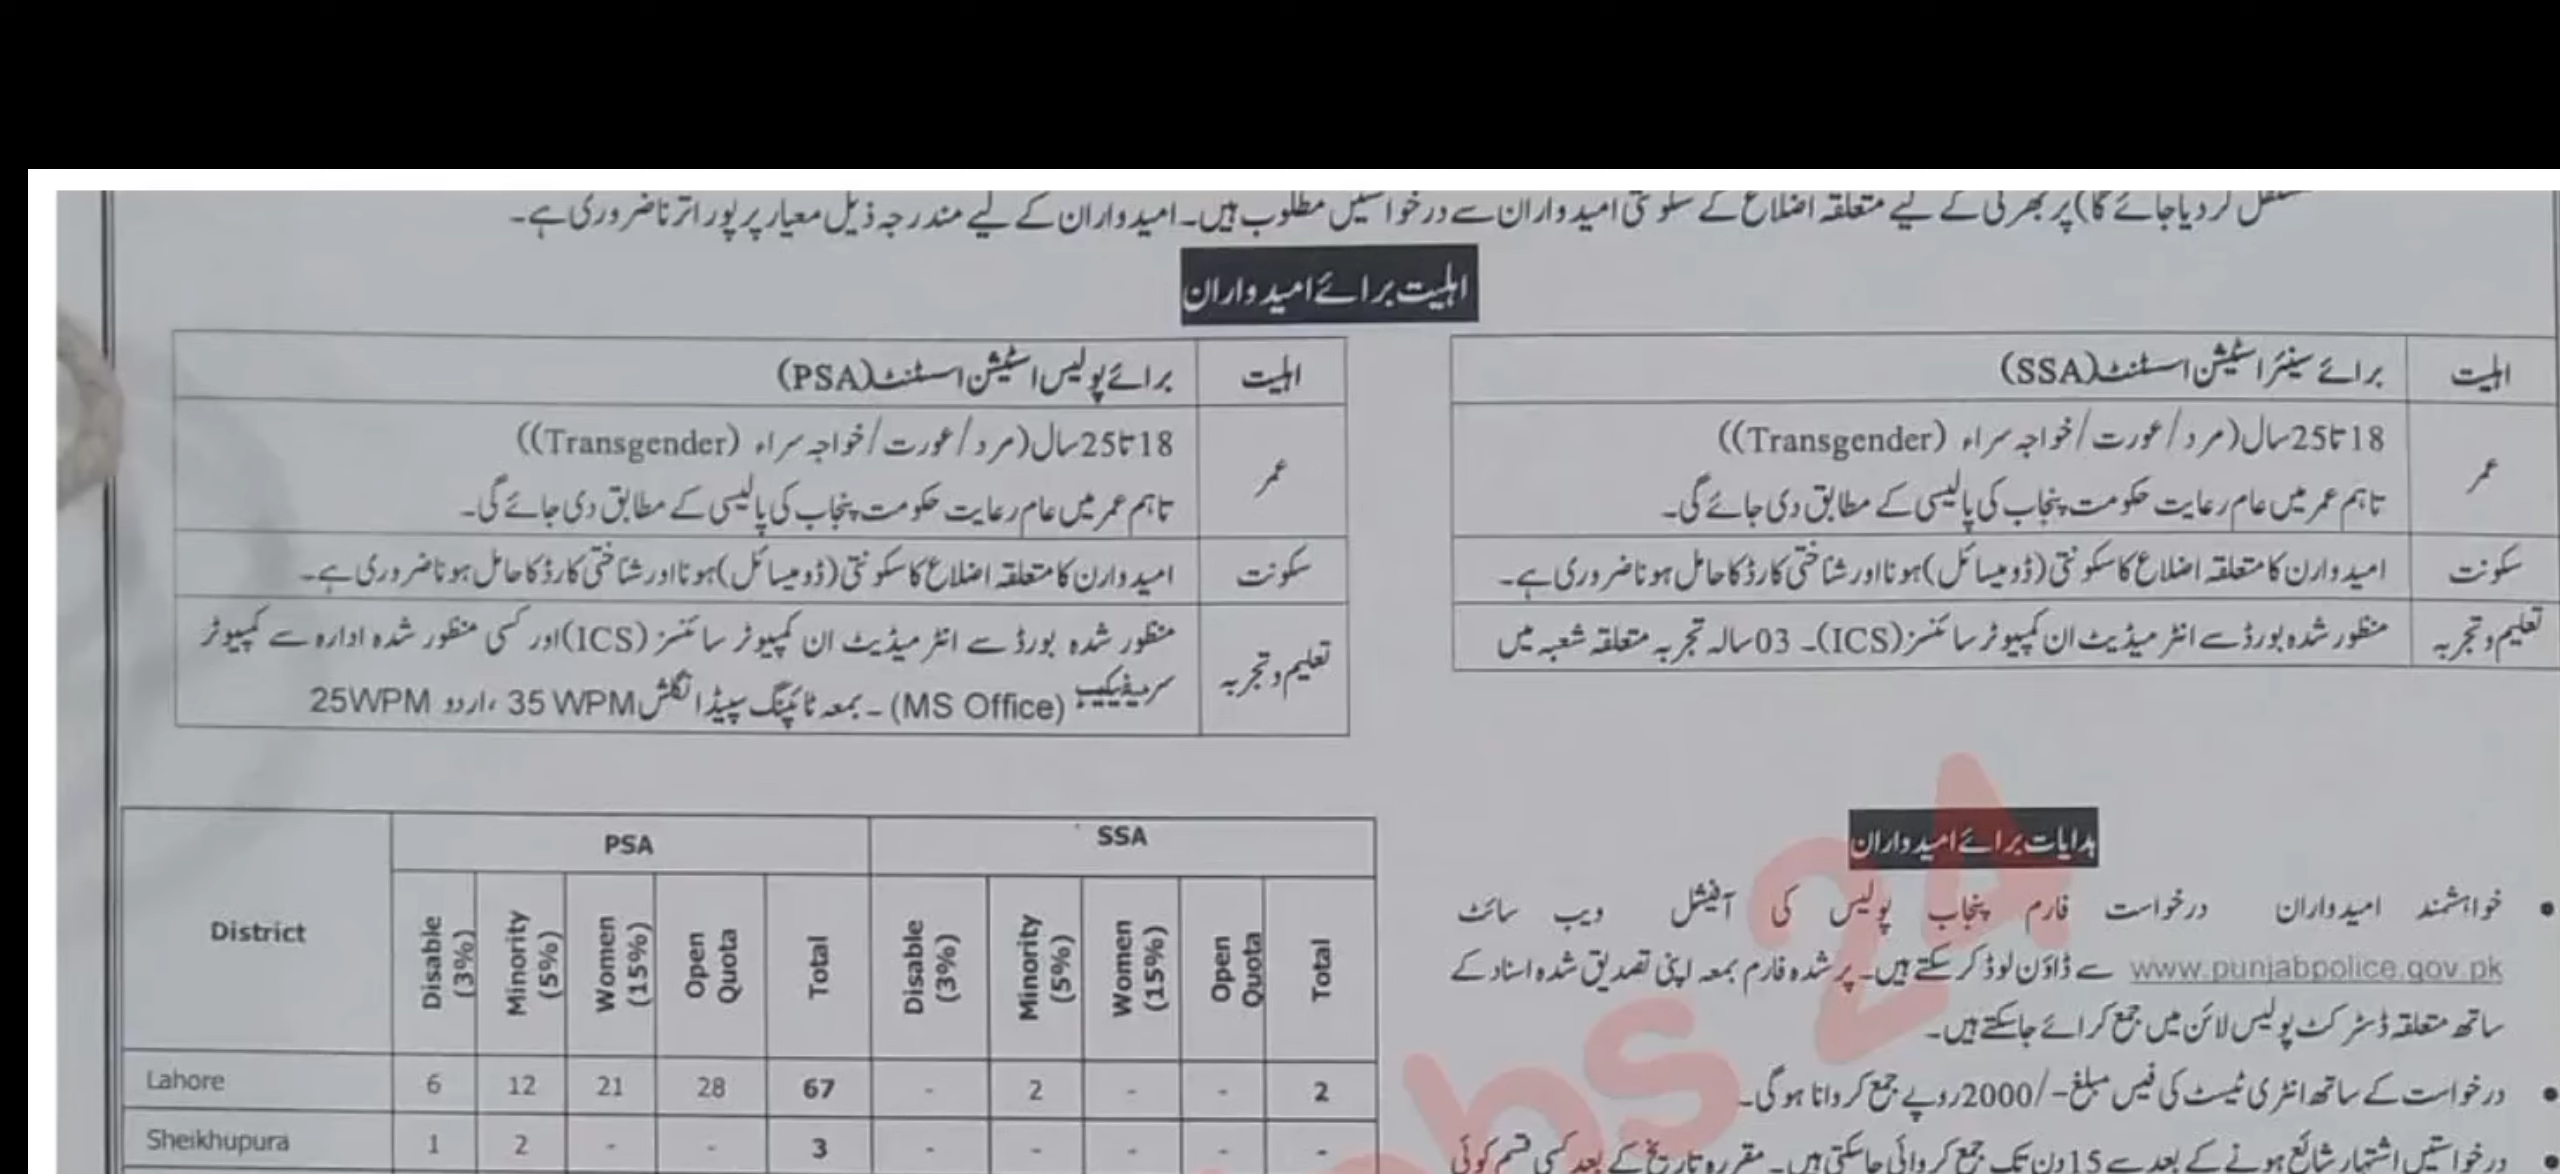 منتقل کر دیا جائے گا) پر بھرتی کے لیے متعلقہ اضلاع کے سکونتی امیدواران سے درخواستیں مطلوب ہیں۔ امیدواران کے لیے مندرجہ ذیل معیار پر پورا اترنا ضروری ہے۔
اہلیت برائے امیدواران
اہلیت
برائے سینئر اسٹیشن اسسٹنٹ (SSA)
عمر
18 تا 25 سال (مرد/عورت/خواجہ سراء (Transgender))
تاہم عمر میں عام رعایت حکومت پنجاب کی پالیسی کے مطابق دی جائے گی۔
سکونت
امیدوارن کا متعلقہ اضلاع کا سکونتی (ڈومیسائل) ہونا اور شناختی کارڈ کا حامل ہونا ضروری ہے۔
تعلیم و تجربہ
منظور شدہ بورڈ سے انٹر میڈیٹ ان کمپیوٹر سائنسز (ICS)۔ 03 سالہ تجربہ متعلقہ شعبہ میں
اہلیت
برائے پولیس اسٹیشن اسسٹنٹ (PSA)
عمر
18 تا 25 سال (مرد/عورت/خواجہ سراء (Transgender))
تاہم عمر میں عام رعایت حکومت پنجاب کی پالیسی کے مطابق دی جائے گی۔
سکونت
امیدوارن کا متعلقہ اضلاع کا سکونتی (ڈومیسائل) ہونا اور شناختی کارڈ کا حامل ہونا ضروری ہے۔
تعلیم و تجربہ
منظور شدہ بورڈ سے انٹر میڈیٹ ان کمپیوٹر سائنسز (ICS) اور کسی منظور شدہ ادارہ سے کمپیوٹر
سرٹیفیکیٹ (MS Office)۔ بمعہ ٹائپنگ سپیڈ انگلش 35 WPM، اردو 25WPM
ہدایات برائے امیدواران
• خواہشمند امیدواران درخواست فارم پنجاب پولیس کی آفیشل ویب سائٹ
www.punjabpolice.gov.pk سے ڈاؤن لوڈ کر سکتے ہیں۔ پر شدہ فارم بمعہ اپنی تصدیق شدہ اسناد کے
ساتھ متعلقہ ڈسٹرکٹ پولیس لائن میں جمع کرائے جاسکتے ہیں۔
• درخواست کے ساتھ انٹری ٹیسٹ کی فیس مبلغ -/2000 روپے جمع کروانا ہوگی۔
• درخواستیں اشتہار شائع ہونے کے بعد سے 15 دن تک جمع کروائی جاسکتی ہیں۔ مقررہ تاریخ کے بعد کسی قسم کوئی
District PSA SSA
Disable (3%) Minority (5%) Women (15%) Open Quota Total Disable (3%) Minority (5%) Women (15%) Open Quota Total
Lahore 6 12 21 28 67 - 2 - - 2
Sheikhupura 1 2 - - 3 - - - - -